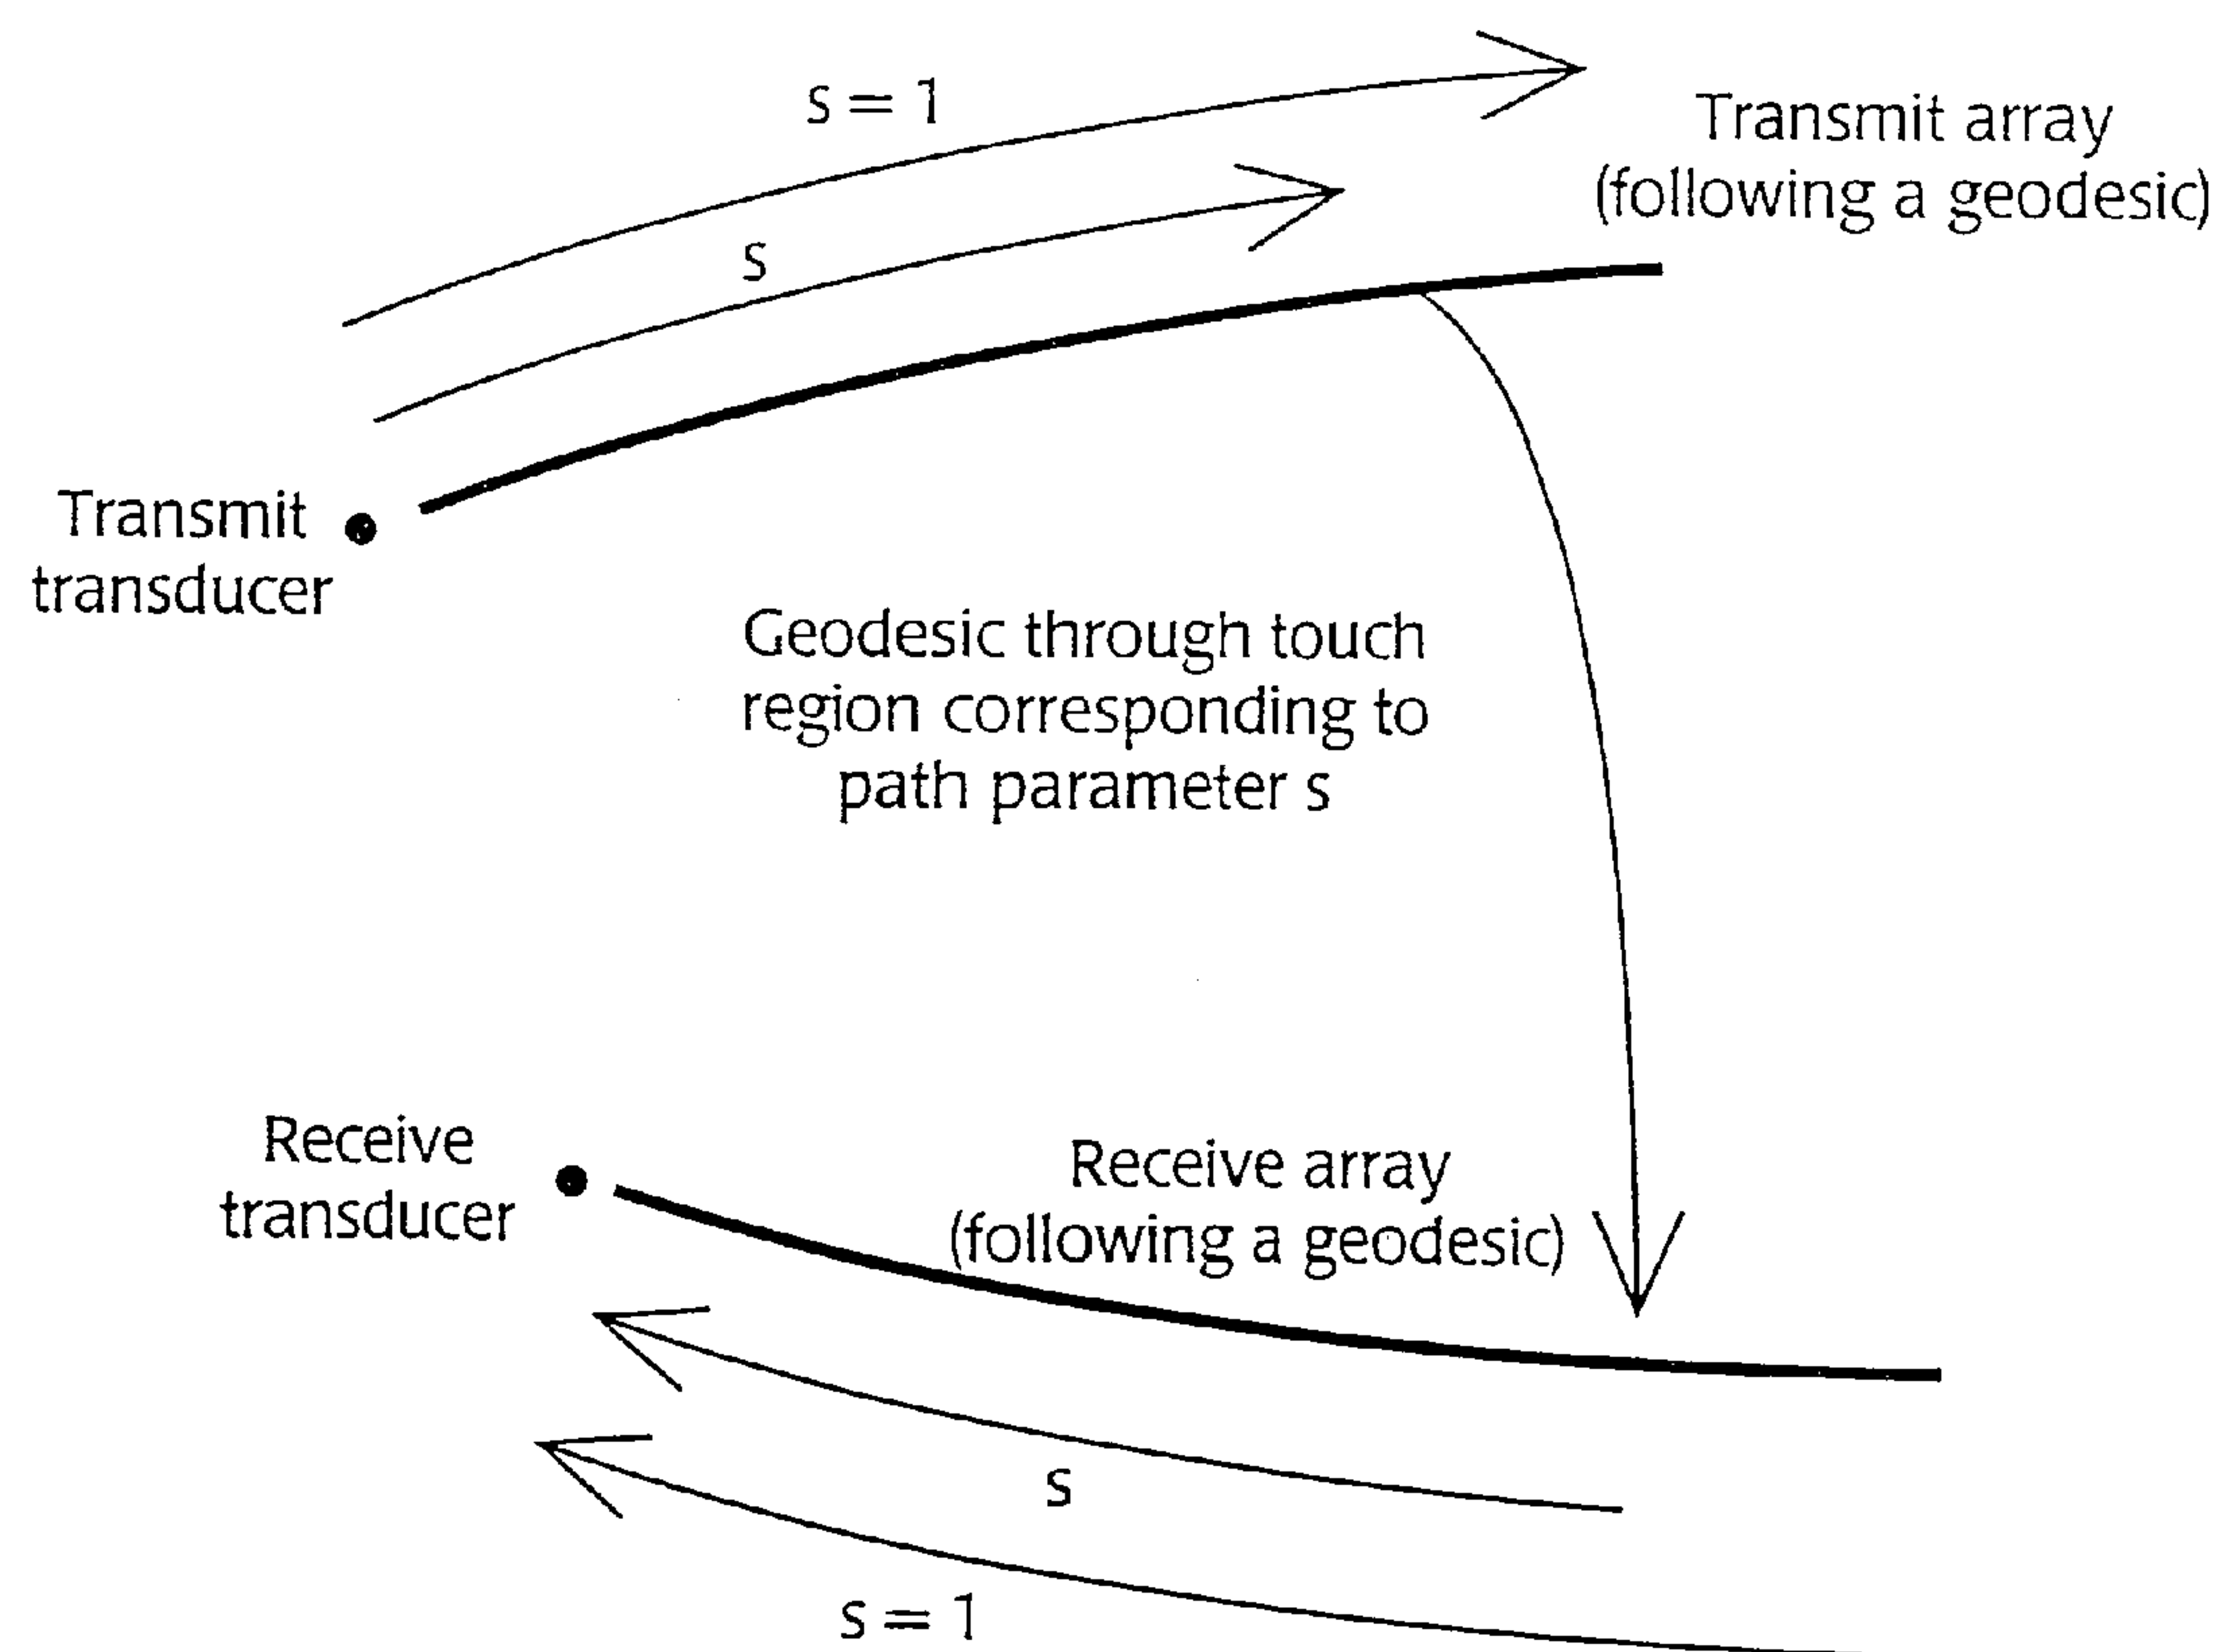 s = 1
Transmit array
(following a geodesic)
s
Transmit
transducer
Geodesic through touch
region corresponding to
path parameter s
Receive
transducer
Receive array
(following a geodesic)
s
s = 1